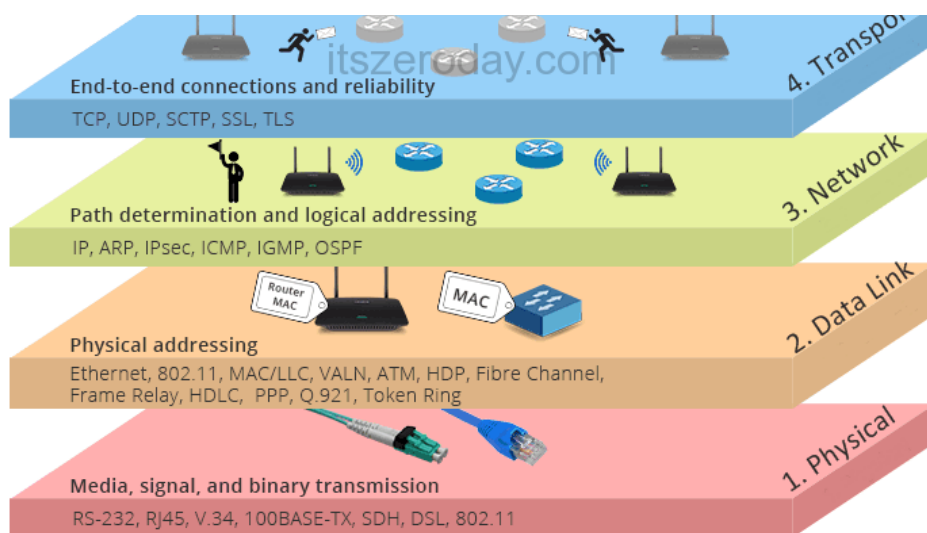 itszeroday.com
4. Transpo
End-to-end connections and reliability
TCP, UDP, SCTP, SSL, TLS
3. Network
Path determination and logical addressing
IP, ARP, IPsec, ICMP, IGMP, OSPF
Router
MAC
MAC
2. Data Link
Physical addressing
Ethernet, 802.11, MAC/LLC, VALN, ATM, HDP, Fibre Channel,
Frame Relay, HDLC, PPP, Q.921, Token Ring
1. Physical
Media, signal, and binary transmission
RS-232, RJ45, V.34, 100BASE-TX, SDH, DSL, 802.11